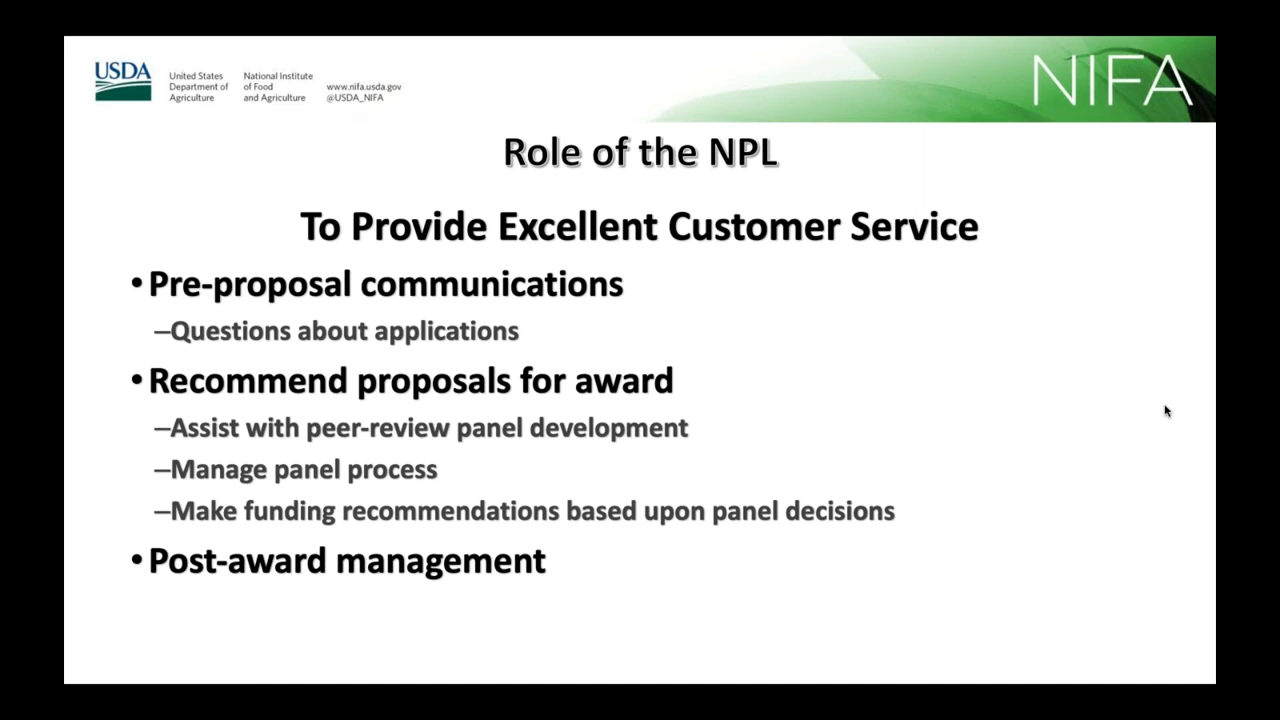 USDA
United States
Department of
Agriculture
National Institute
of Food
and Agriculture
www.nifa.usda.gov
@USDA_NIFA
NIFA
Role of the NPL
To Provide Excellent Customer Service
•Pre-proposal communications
–Questions about applications
•Recommend proposals for award
–Assist with peer-review panel development
–Manage panel process
–Make funding recommendations based upon panel decisions
•Post-award management